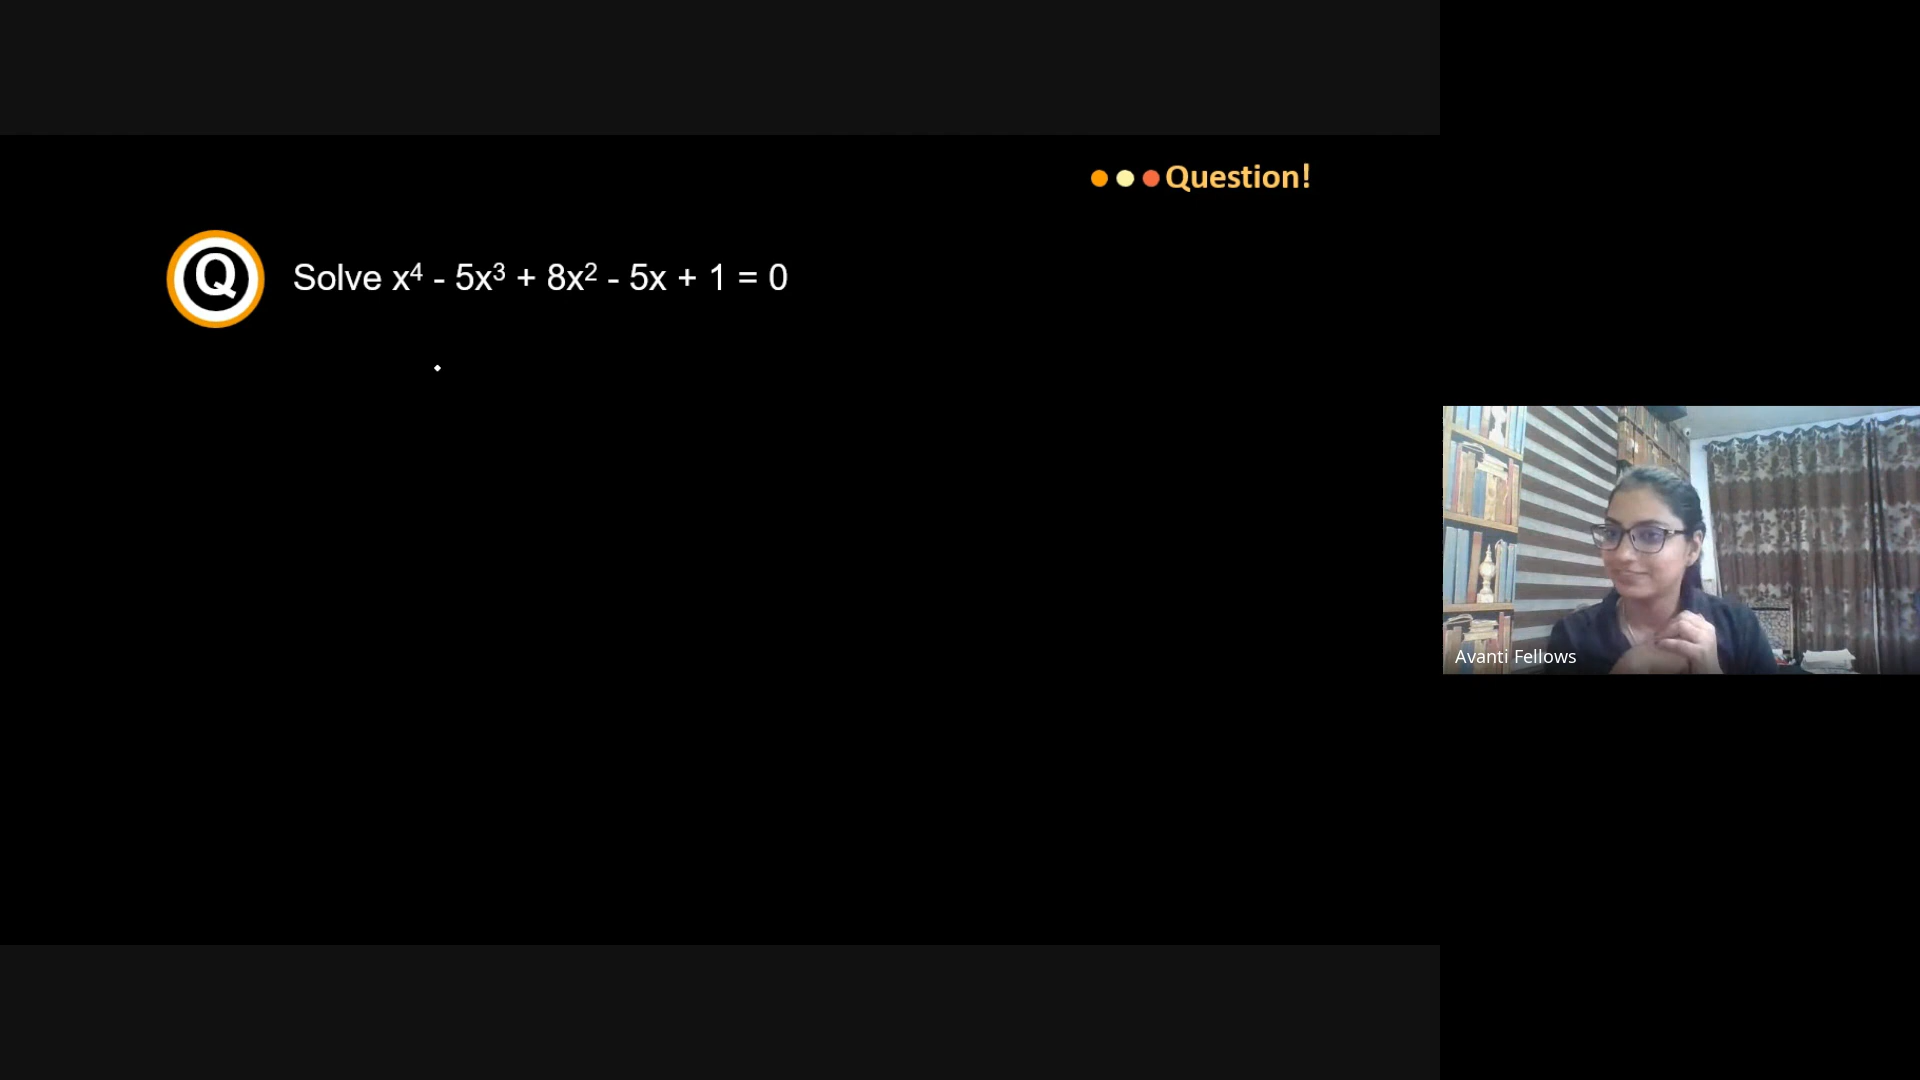 Question!
Q
Solve x⁴ - 5x³ + 8x² - 5x + 1 = 0
Avanti Fellows